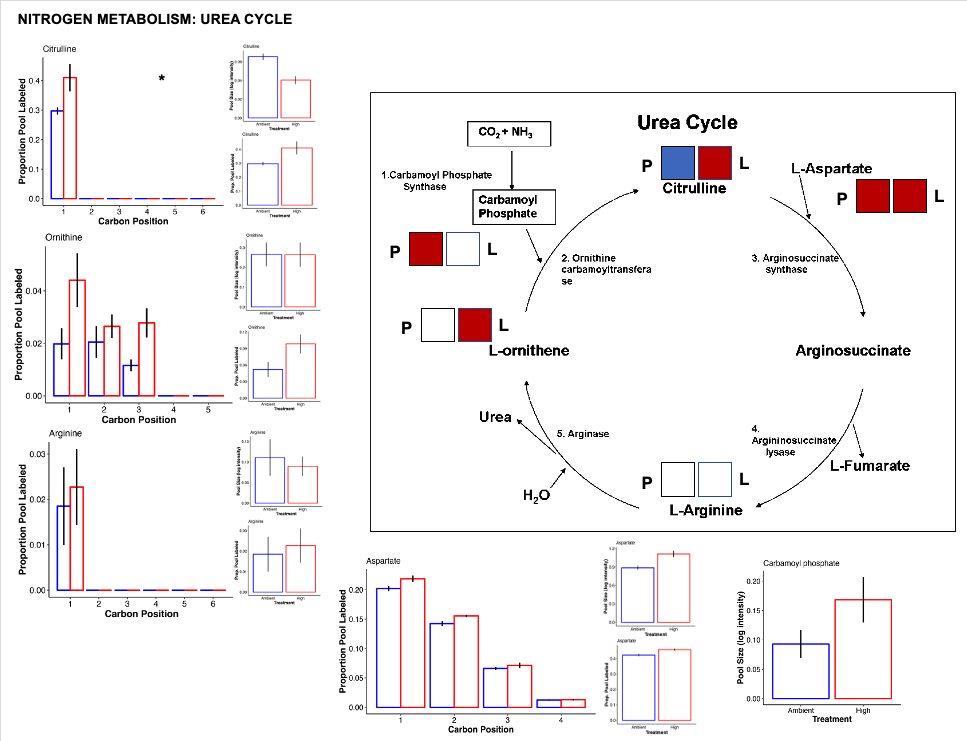 NITROGEN METABOLISM: UREA CYCLE
Citrulline
Proportion Pool Labeled
0.4
0.3
0.2
0.1
0.0
*
1 2 3 4 5 6
Carbon Position
Citrulline
Pool Size (log intensity)
Ambient High
Treatment
Citrulline
Prop. Pool Labeled
Ambient High
Treatment
Ornithine
Proportion Pool Labeled
0.04
0.02
0.00
1 2 3 4 5
Carbon Position
Ornithine
Pool Size (log intensity)
Ambient High
Treatment
Ornithine
Prop. Pool Labeled
Ambient High
Treatment
Arginine
Proportion Pool Labeled
0.03
0.02
0.01
0.00
1 2 3 4 5 6
Carbon Position
Arginine
Pool Size (log intensity)
Ambient High
Treatment
Arginine
Prop. Pool Labeled
Ambient High
Treatment
Urea Cycle
CO2 + NH3
1.Carbamoyl Phosphate
Synthase
Carbamoyl
Phosphate
P L
P L
Citrulline
L-Aspartate
P L
2. Ornithine
carbamoyltransfera
se
3. Arginosuccinate
synthase
P L
L-ornithene
Arginosuccinate
Urea
5. Arginase
H2O
4.
Argininosuccinate
lysase
L-Fumarate
P L
L-Arginine
Aspartate
Proportion Pool Labeled
0.20
0.15
0.10
0.05
0.00
1 2 3 4
Carbon Position
Aspartate
Pool Size (log intensity)
Ambient High
Treatment
Aspartate
Prop. Pool Labeled
Ambient High
Treatment
Carbamoyl phosphate
Pool Size (log intensity)
0.20
0.15
0.10
0.05
0.00
Ambient High
Treatment